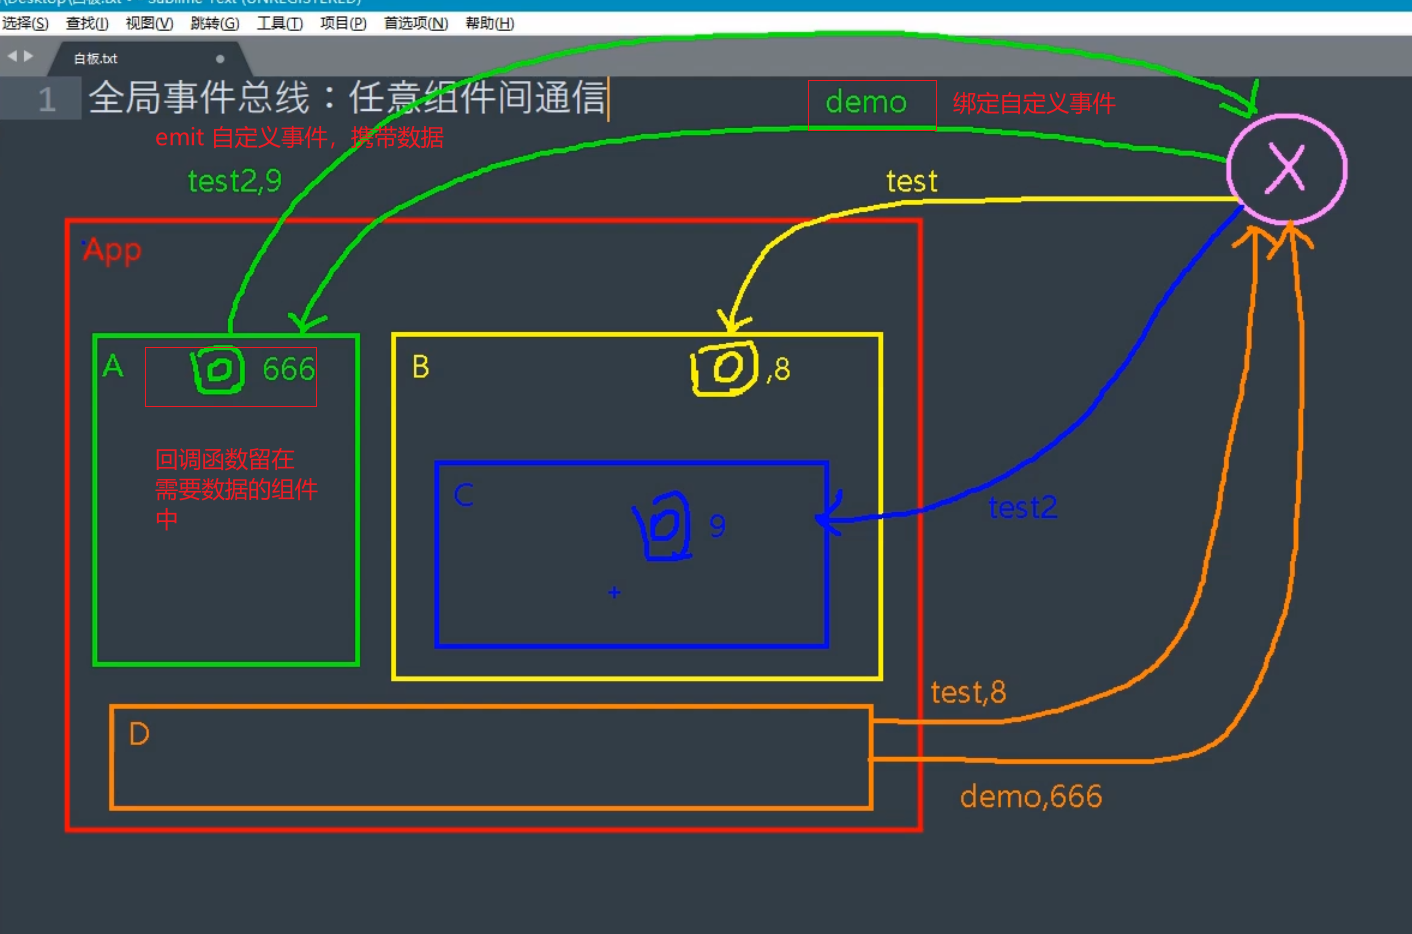 选择(S) 查找(I) 视图(V) 跳转(G) 工具(T) 项目(P) 首选项(N) 帮助(H)
白板.txt
1 全局事件总线：任意组件间通信
demo 绑定自定义事件
emit 自定义事件，携带数据
test2,9
test
X
App
A
666
B
,8
回调函数留在
需要数据的组件
中
C
9
test2
test,8
D
demo,666